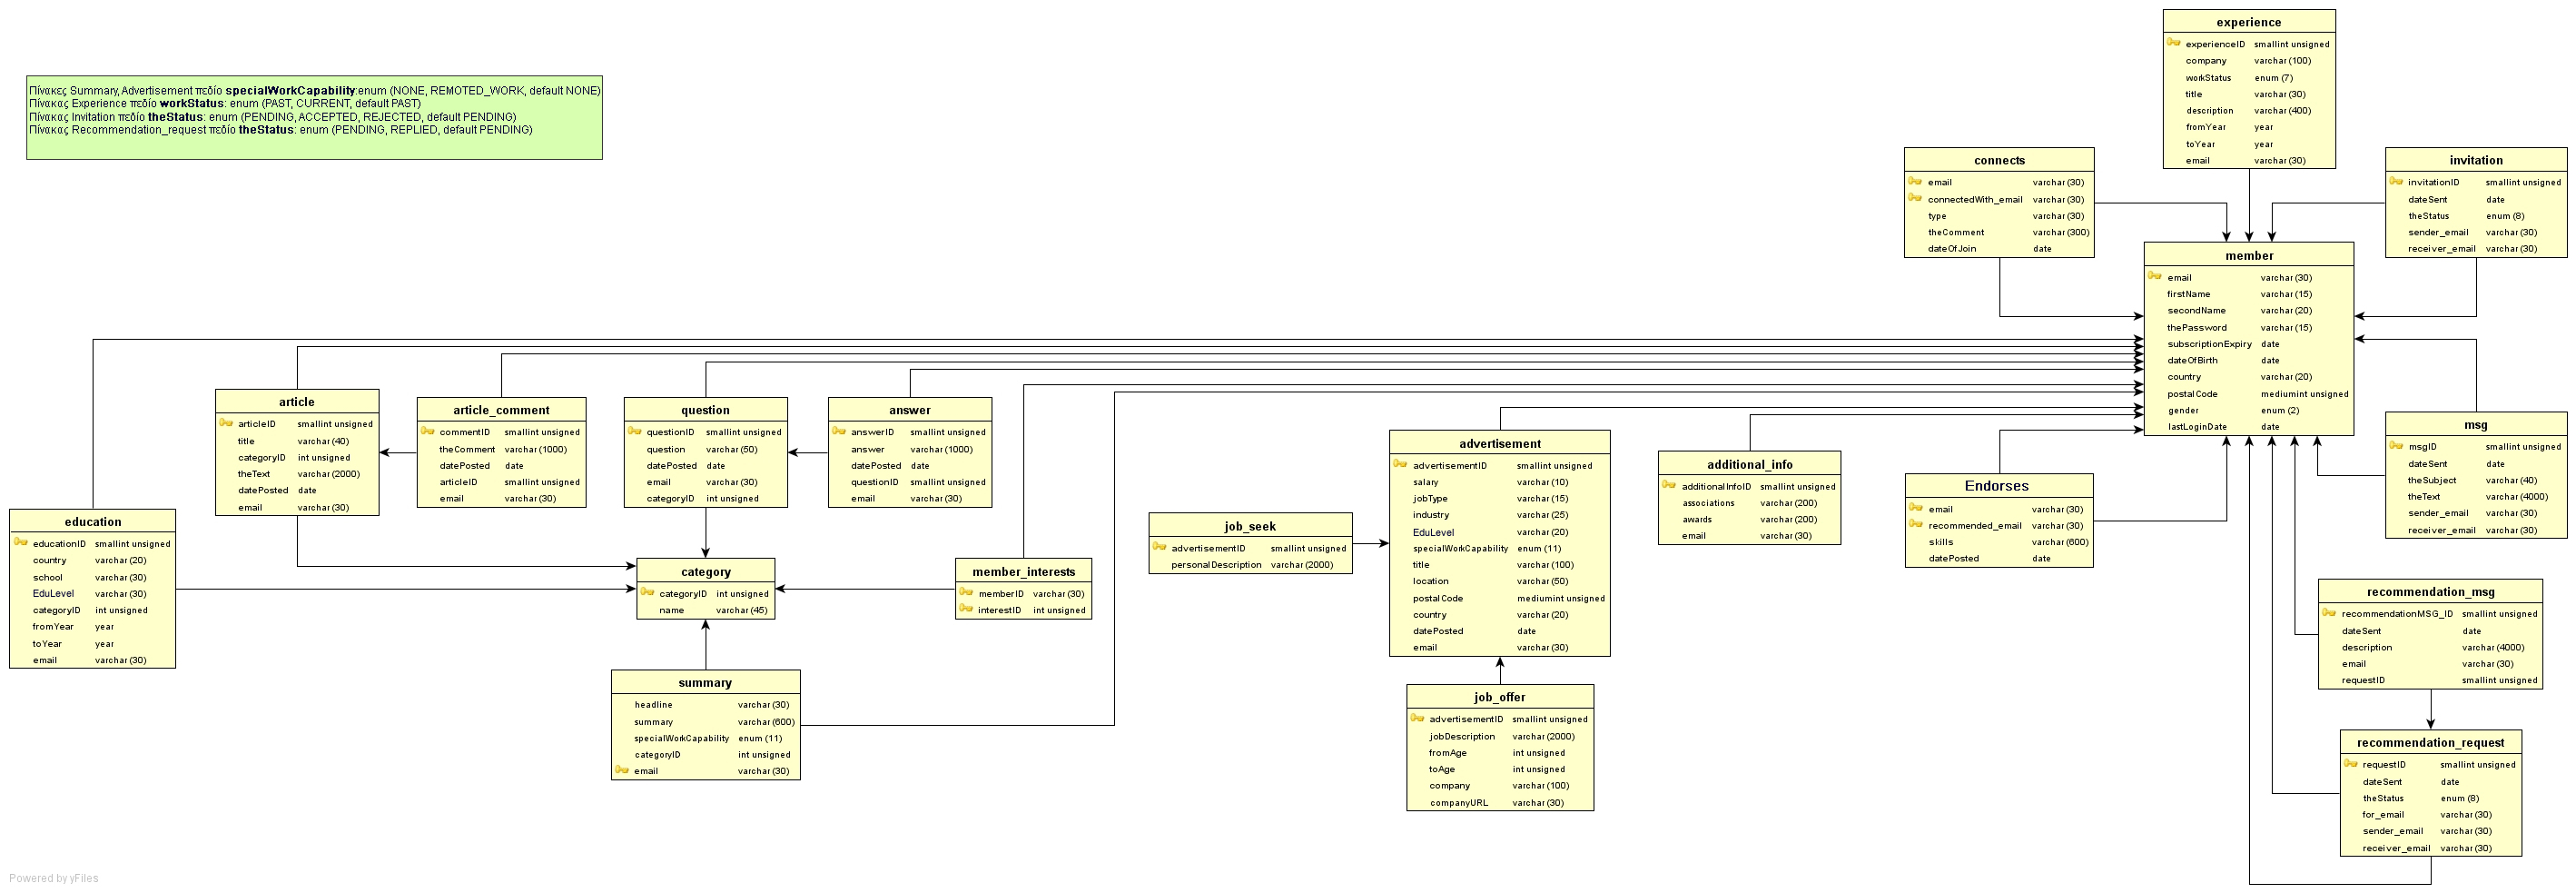 Πίνακες Summary, Advertisement πεδίο specialWorkCapability:enum (NONE, REMOTED_WORK, default NONE)
Πίνακας Experience πεδίο workStatus: enum (PAST, CURRENT, default PAST)
Πίνακας Invitation πεδίο theStatus: enum (PENDING, ACCEPTED, REJECTED, default PENDING)
Πίνακας Recommendation_request πεδίο theStatus: enum (PENDING, REPLIED, default PENDING)
experience
experienceID smallint unsigned
company varchar (100)
workStatus enum (7)
title varchar (30)
description varchar (400)
fromYear year
toYear year
email varchar (30)
connects
email varchar (30)
connectedWith_email varchar (30)
type varchar (30)
theComment varchar (300)
dateOfJoin date
invitation
invitationID smallint unsigned
dateSent date
theStatus enum (8)
sender_email varchar (30)
receiver_email varchar (30)
member
email varchar (30)
firstName varchar (15)
secondName varchar (20)
thePassword varchar (15)
subscriptionExpiry date
dateOfBirth date
country varchar (20)
postalCode mediumint unsigned
gender enum (2)
lastLoginDate date
article
articleID smallint unsigned
title varchar (40)
categoryID int unsigned
theText varchar (2000)
datePosted date
email varchar (30)
article_comment
commentID smallint unsigned
theComment varchar (1000)
datePosted date
articleID smallint unsigned
email varchar (30)
question
questionID smallint unsigned
question varchar (50)
datePosted date
email varchar (30)
categoryID int unsigned
answer
answerID smallint unsigned
answer varchar (1000)
datePosted date
questionID smallint unsigned
email varchar (30)
advertisement
advertisementID smallint unsigned
salary varchar (10)
jobType varchar (15)
industry varchar (25)
EduLevel varchar (20)
specialWorkCapability enum (11)
title varchar (100)
location varchar (50)
postalCode mediumint unsigned
country varchar (20)
datePosted date
email varchar (30)
additional_info
additionalInfoID smallint unsigned
associations varchar (200)
awards varchar (200)
email varchar (30)
Endorses
email varchar (30)
recommended_email varchar (30)
skills varchar (600)
datePosted date
msg
msgID smallint unsigned
dateSent date
theSubject varchar (40)
theText varchar (4000)
sender_email varchar (30)
receiver_email varchar (30)
education
educationID smallint unsigned
country varchar (20)
school varchar (30)
EduLevel varchar (30)
categoryID int unsigned
fromYear year
toYear year
email varchar (30)
job_seek
advertisementID smallint unsigned
personalDescription varchar (2000)
category
categoryID int unsigned
name varchar (45)
member_interests
memberID varchar (30)
interestID int unsigned
recommendation_msg
recommendationMSG_ID smallint unsigned
dateSent date
description varchar (4000)
email varchar (30)
requestID smallint unsigned
summary
headline varchar (30)
summary varchar (600)
specialWorkCapability enum (11)
categoryID int unsigned
email varchar (30)
job_offer
advertisementID smallint unsigned
jobDescription varchar (2000)
fromAge int unsigned
toAge int unsigned
company varchar (100)
companyURL varchar (30)
recommendation_request
requestID smallint unsigned
dateSent date
theStatus enum (8)
for_email varchar (30)
sender_email varchar (30)
receiver_email varchar (30)
Powered by yFiles